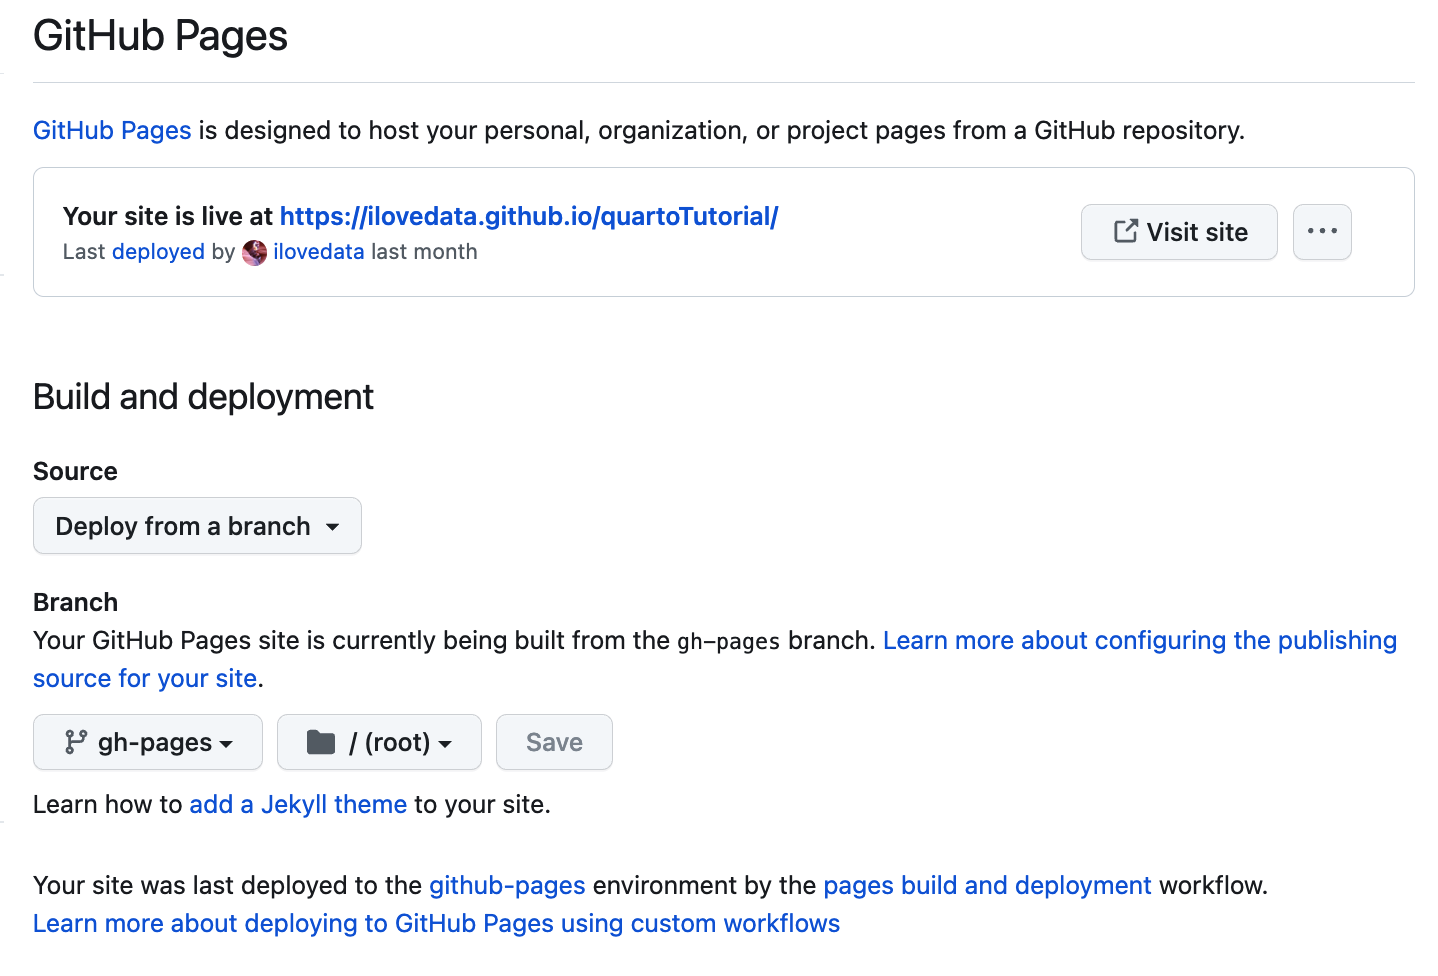 GitHub Pages
GitHub Pages is designed to host your personal, organization, or project pages from a GitHub repository.
Your site is live at https://ilovedata.github.io/quartoTutorial/
Last deployed by ilovedata last month
Visit site
Build and deployment
Source
Deploy from a branch
Branch
Your GitHub Pages site is currently being built from the gh-pages branch. Learn more about configuring the publishing
source for your site.
gh-pages
/ (root)
Save
Learn how to add a Jekyll theme to your site.
Your site was last deployed to the github-pages environment by the pages build and deployment workflow.
Learn more about deploying to GitHub Pages using custom workflows